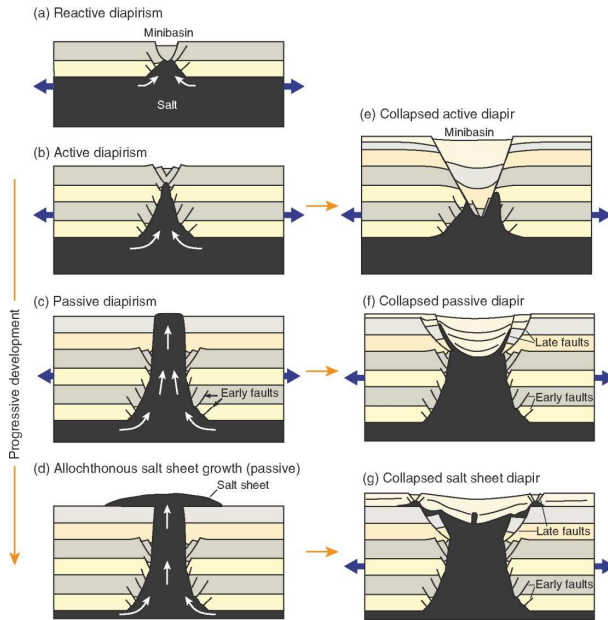 (a) Reactive diapirism
Minibasin
Salt
(b) Active diapirism
(c) Passive diapirism
Early faults
(d) Allochthonous salt sheet growth (passive)
Salt sheet
Progressive development
(e) Collapsed active diapir
Minibasin
(f) Collapsed passive diapir
Late faults
Early faults
(g) Collapsed salt sheet diapir
Late faults
Early faults